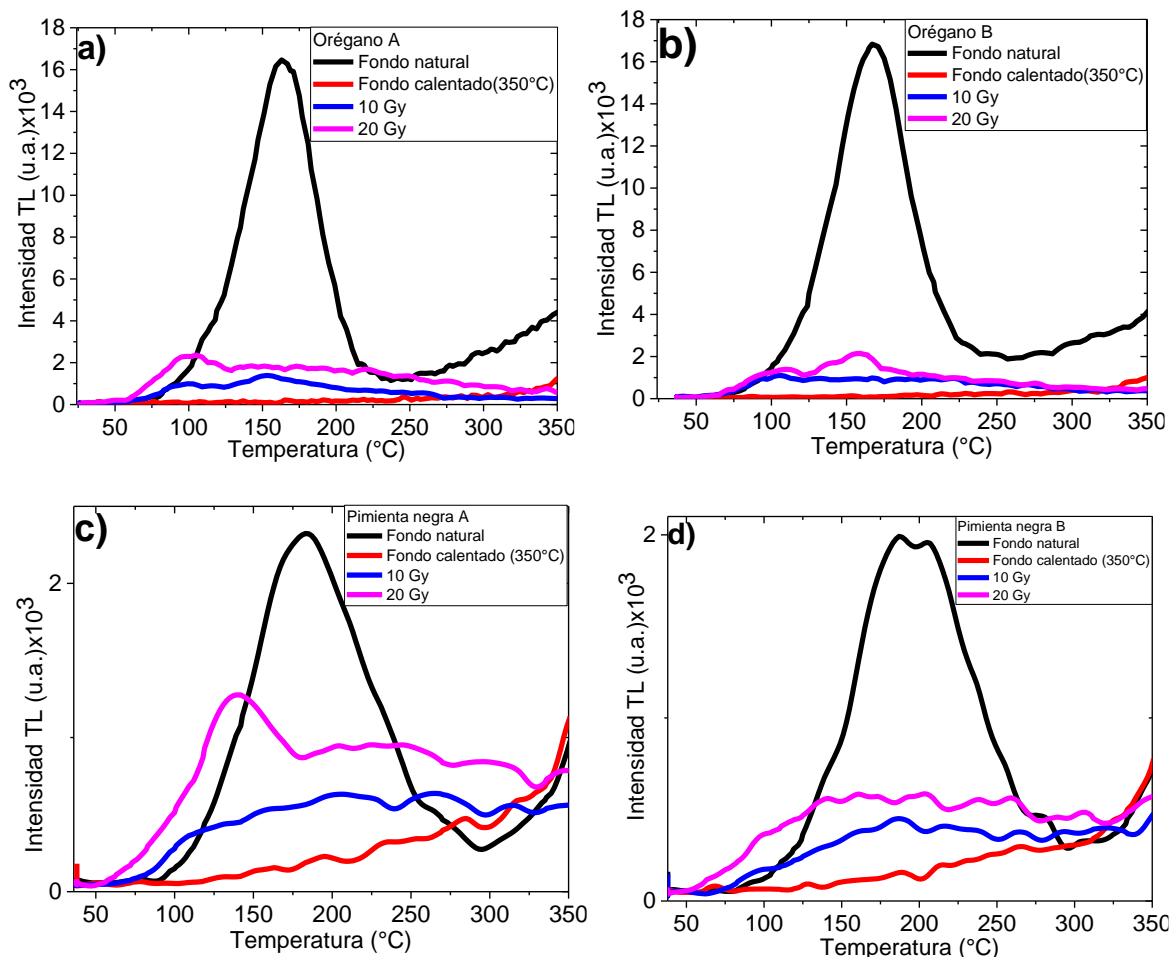 a)
Orégano A
Fondo natural
Fondo calentado(350°C)
10 Gy
20 Gy
Intensidad TL (u.a.)x10³
18
16
14
12
10
8
6
4
2
0
50 100 150 200 250 300 350
Temperatura (°C)
b)
Orégano B
Fondo natural
Fondo calentado(350°C)
10 Gy
20 Gy
Intensidad TL (u.a.)x10³
18
16
14
12
10
8
6
4
2
0
50 100 150 200 250 300 350
Temperatura (°C)
c)
Pimienta negra A
Fondo natural
Fondo calentado (350°C)
10 Gy
20 Gy
Intensidad TL (u.a.)x10³
2
0
50 100 150 200 250 300 350
Temperatura (°C)
d)
Pimienta negra B
Fondo natural
Fondo calentado (350°C)
10 Gy
20 Gy
Intensidad TL (u.a.)x10³
2
0
50 100 150 200 250 300 350
Temperatura (°C)